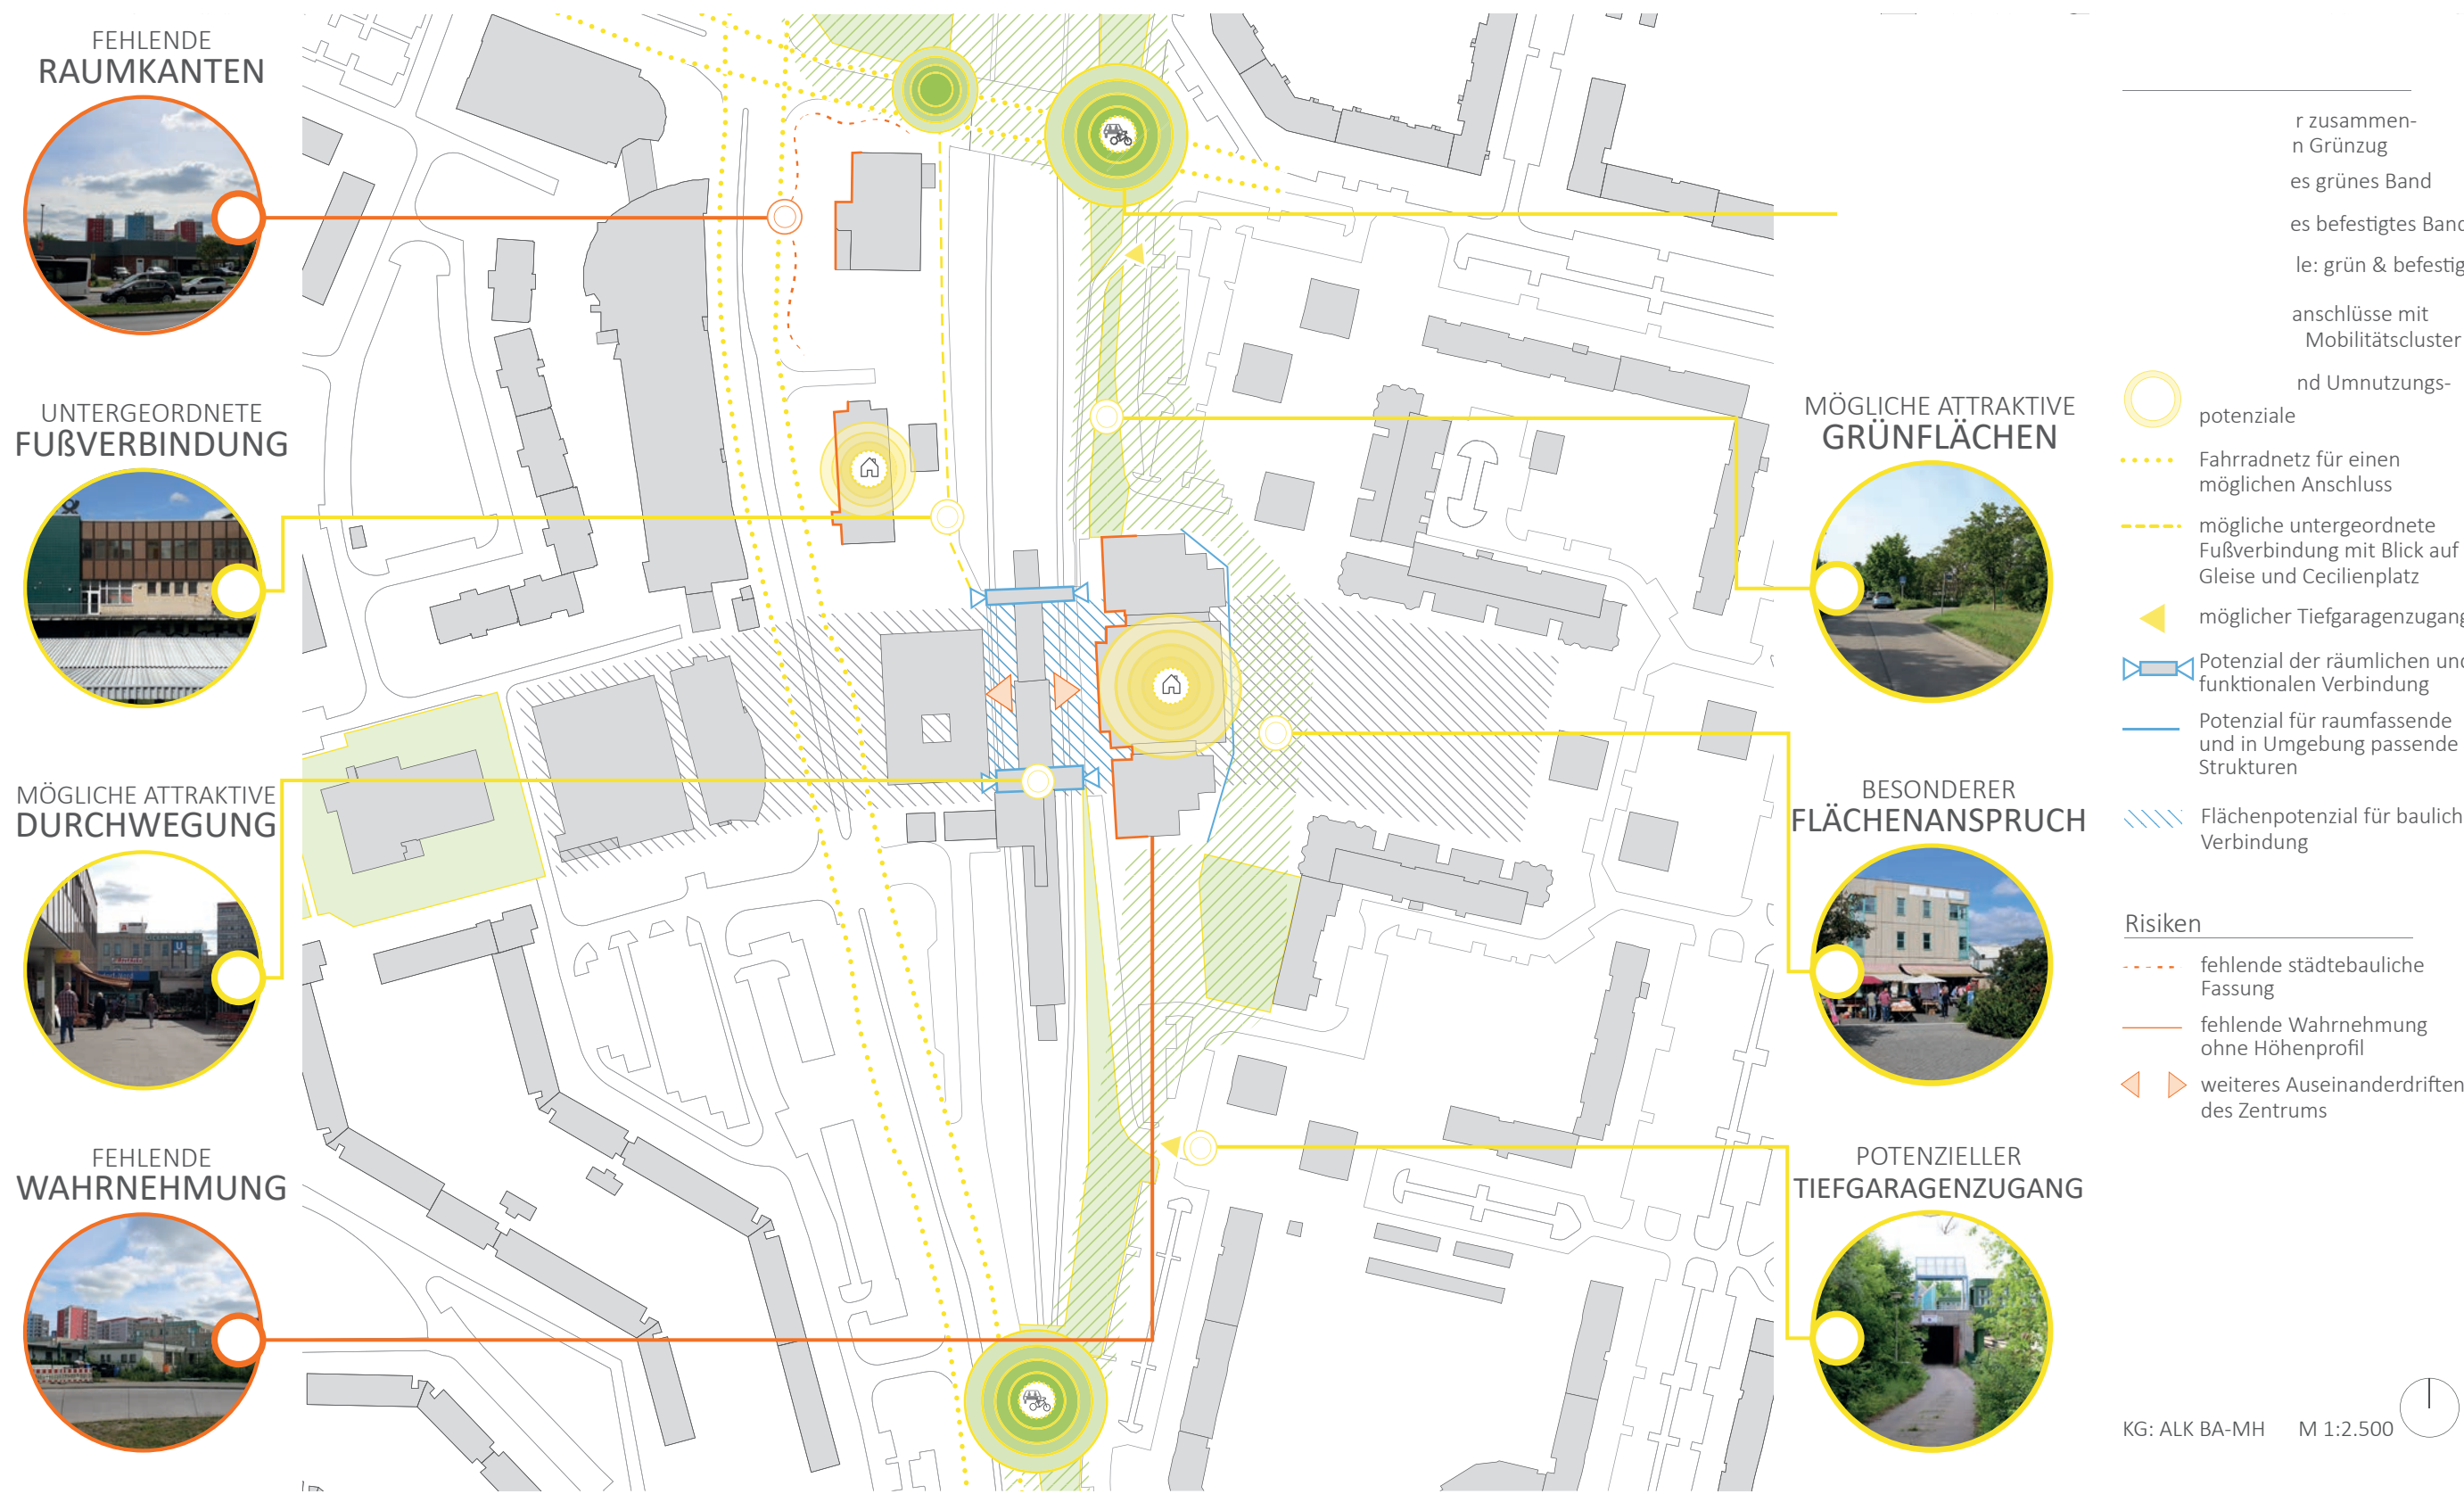 FEHLENDE
RAUMKANTEN
UNTERGEORDNETE
FUßVERBINDUNG
MÖGLICHE ATTRAKTIVE
DURCHWEGUNG
FEHLENDE
WAHRNEHMUNG
MÖGLICHE ATTRAKTIVE
GRÜNFLÄCHEN
BESONDERER
FLÄCHENANSPRUCH
POTENZIELLER
TIEFGARAGENZUGANG
r zusammen-
n Grünzug
es grünes Band
es befestigtes Band
le: grün & befestig
anschlüsse mit
Mobilitätscluster
nd Umnutzungs-
potenziale
Fahrradnetz für einen
möglichen Anschluss
mögliche untergeordnete
Fußverbindung mit Blick auf
Gleise und Cecilienplatz
möglicher Tiefgaragenzugang
Potenzial der räumlichen und
funktionalen Verbindung
Potenzial für raumfassende
und in Umgebung passende
Strukturen
Flächenpotenzial für baulich
Verbindung
Risiken
fehlende städtebauliche
Fassung
fehlende Wahrnehmung
ohne Höhenprofil
weiteres Auseinanderdriften
des Zentrums
KG: ALK BA-MH M 1:2.500